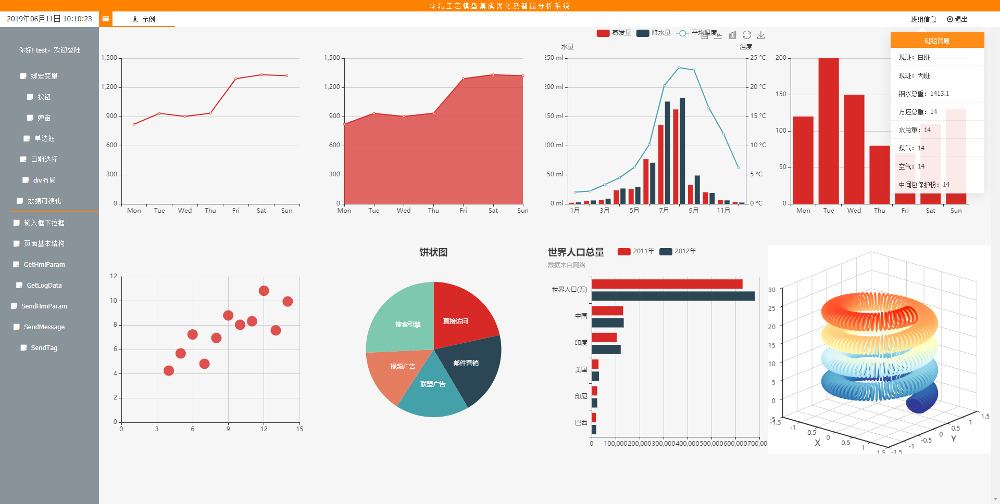 冷轧工艺模型集成优化及智能分析系统
2019年06月11日 10:10:23
示例
班组信息
退出
你好! test，欢迎登陆
绑定变量
按钮
弹窗
单选框
日期选择
div布局
数据可视化
输入框下拉框
页面基本结构
GetHmiParam
GetLogData
SendHmiParam
SendMessage
SendTag
1,500
1,200
900
600
300
0
Mon Tue Wed Thu Fri Sat Sun
1,500
1,200
900
600
300
0
Mon Tue Wed Thu Fri Sat Sun
蒸发量 降水量 平均温度
水量 温度
250 ml 25 °C
200 ml 20 °C
150 ml 15 °C
100 ml 10 °C
50 ml 5 °C
0 ml 0 °C
1月 3月 5月 7月 9月 11月
200
150
100
50
0
Mon Tue Wed Thu Fri Sat Sun
班组信息
现班：白班
现班：丙班
钢水总重：1413.1
方坯总重：14
水总重：14
煤气：14
空气：14
中间包保护粉：14
12
10
8
6
4
2
0
0 3 6 9 12 15
饼状图
搜索引擎
直接访问
视频广告
邮件营销
联盟广告
世界人口总量
数据来自网络
2011年 2012年
世界人口(万)
中国
印度
美国
印尼
巴西
0 100,000 200,000 300,000 400,000 500,000 600,000 700,000
30
25
20
15
10
5
0
-5
-1.5 -1 -0.5 0 0.5 1 1.5
X
-1.5 -1 -0.5 0 0.5 1 1.5
Y